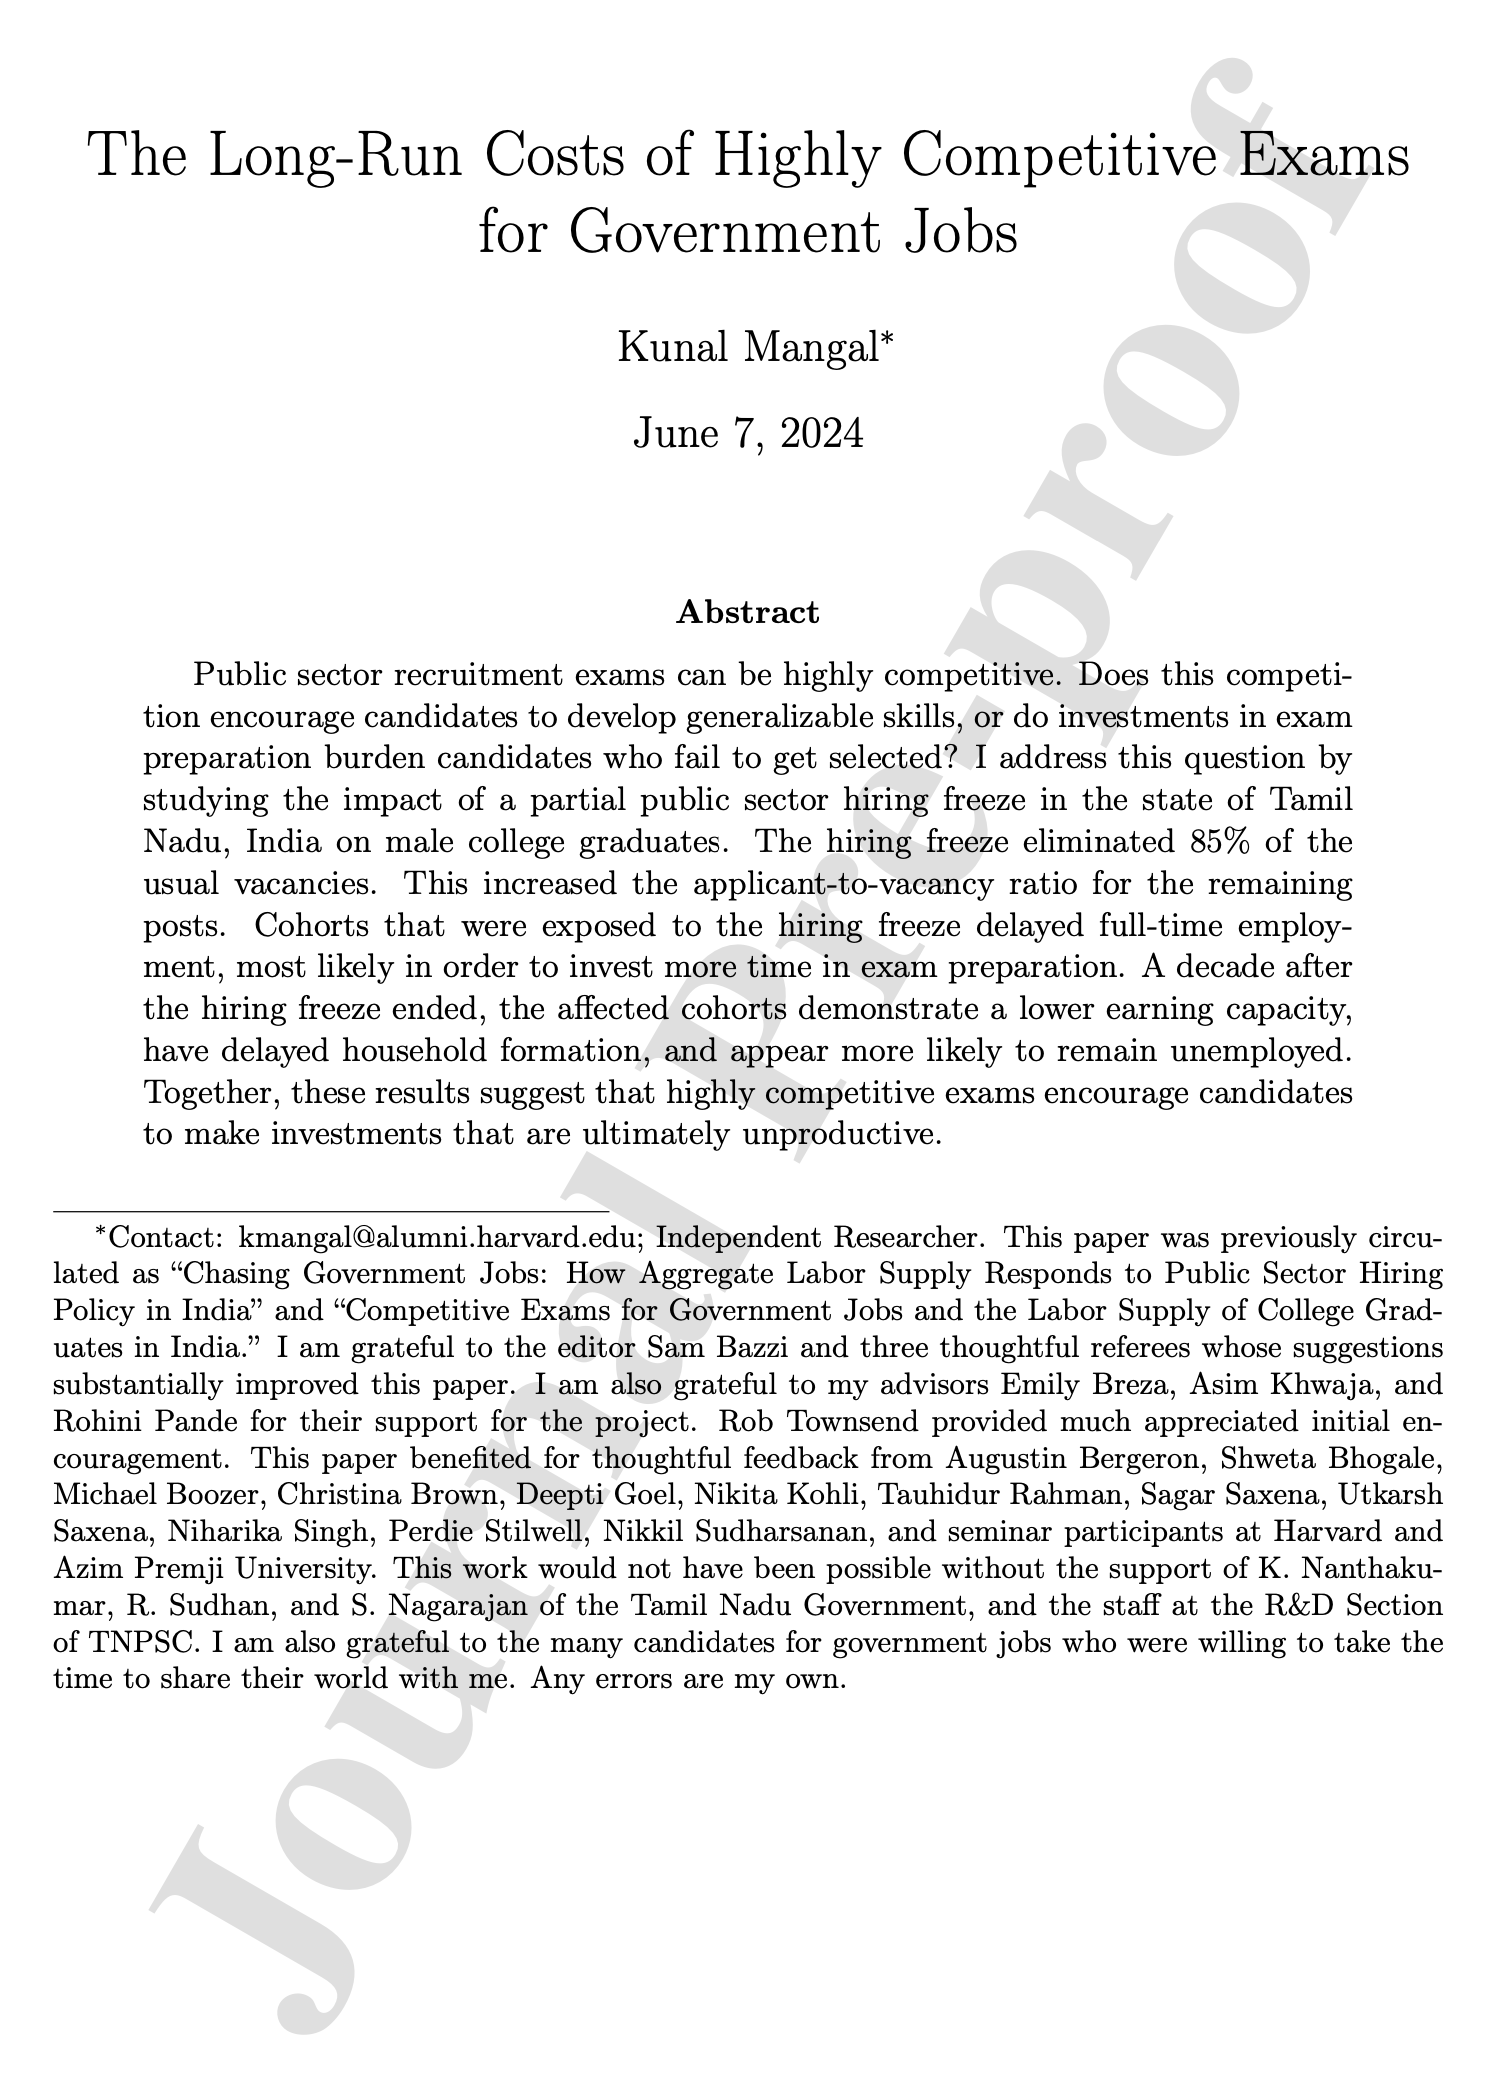 The Long-Run Costs of Highly Competitive Exams
for Government Jobs
Kunal Mangal*
June 7, 2024
Abstract
Public sector recruitment exams can be highly competitive. Does this competi-
tion encourage candidates to develop generalizable skills, or do investments in exam
preparation burden candidates who fail to get selected? I address this question by
studying the impact of a partial public sector hiring freeze in the state of Tamil
Nadu, India on male college graduates. The hiring freeze eliminated 85% of the
usual vacancies. This increased the applicant-to-vacancy ratio for the remaining
posts. Cohorts that were exposed to the hiring freeze delayed full-time employ-
ment, most likely in order to invest more time in exam preparation. A decade after
the hiring freeze ended, the affected cohorts demonstrate a lower earning capacity,
have delayed household formation, and appear more likely to remain unemployed.
Together, these results suggest that highly competitive exams encourage candidates
to make investments that are ultimately unproductive.
*Contact: kmangal@alumni.harvard.edu; Independent Researcher. This paper was previously circu-
lated as “Chasing Government Jobs: How Aggregate Labor Supply Responds to Public Sector Hiring
Policy in India” and “Competitive Exams for Government Jobs and the Labor Supply of College Grad-
uates in India.” I am grateful to the editor Sam Bazzi and three thoughtful referees whose suggestions
substantially improved this paper. I am also grateful to my advisors Emily Breza, Asim Khwaja, and
Rohini Pande for their support for the project. Rob Townsend provided much appreciated initial en-
couragement. This paper benefited for thoughtful feedback from Augustin Bergeron, Shweta Bhogale,
Michael Boozer, Christina Brown, Deepti Goel, Nikita Kohli, Tauhidur Rahman, Sagar Saxena, Utkarsh
Saxena, Niharika Singh, Perdie Stilwell, Nikkil Sudharsanan, and seminar participants at Harvard and
Azim Premji University. This work would not have been possible without the support of K. Nanthaku-
mar, R. Sudhan, and S. Nagarajan of the Tamil Nadu Government, and the staff at the R&D Section
of TNPSC. I am also grateful to the many candidates for government jobs who were willing to take the
time to share their world with me. Any errors are my own.
Journal Pre-proof